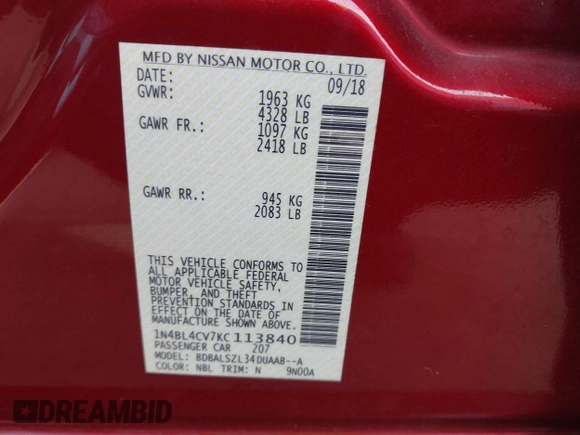 MFD BY NISSAN MOTOR CO., LTD.
DATE: 09/18
GVWR: 1963 KG
4328 LB
GAWR FR.: 1097 KG
2418 LB
GAWR RR.: 945 KG
2083 LB
THIS VEHICLE CONFORMS TO
ALL APPLICABLE FEDERAL
MOTOR VEHICLE SAFETY,
BUMPER, AND THEFT
PREVENTION STANDARDS IN
EFFECT ON THE DATE OF
MANUFACTURE SHOWN ABOVE.
1N4BL4CV7KC113840
PASSENGER CAR 207
MODEL: BDBALSZL34DUAAB--A
COLOR: NBL TRIM: N 9N00A
DREAMBID